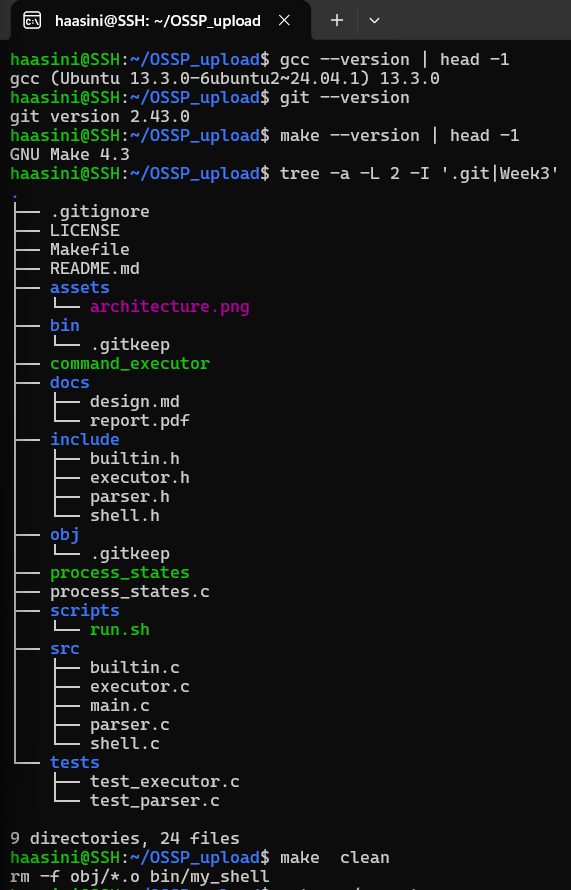 haasini@SSH: ~/OSSP_upload
haasini@SSH:~/OSSP_upload$ gcc --version | head -1
gcc (Ubuntu 13.3.0-6ubuntu2~24.04.1) 13.3.0
haasini@SSH:~/OSSP_upload$ git --version
git version 2.43.0
haasini@SSH:~/OSSP_upload$ make --version | head -1
GNU Make 4.3
haasini@SSH:~/OSSP_upload$ tree -a -L 2 -I '.git|Week3'
.
├── .gitignore
├── LICENSE
├── Makefile
├── README.md
├── assets
│   └── architecture.png
├── bin
│   └── .gitkeep
├── command_executor
├── docs
│   ├── design.md
│   └── report.pdf
├── include
│   ├── builtin.h
│   ├── executor.h
│   ├── parser.h
│   └── shell.h
├── obj
│   └── .gitkeep
├── process_states
├── process_states.c
├── scripts
│   └── run.sh
├── src
│   ├── builtin.c
│   ├── executor.c
│   ├── main.c
│   ├── parser.c
│   └── shell.c
└── tests
    ├── test_executor.c
    └── test_parser.c
9 directories, 24 files
haasini@SSH:~/OSSP_upload$ make  clean
rm -f obj/*.o bin/my_shell